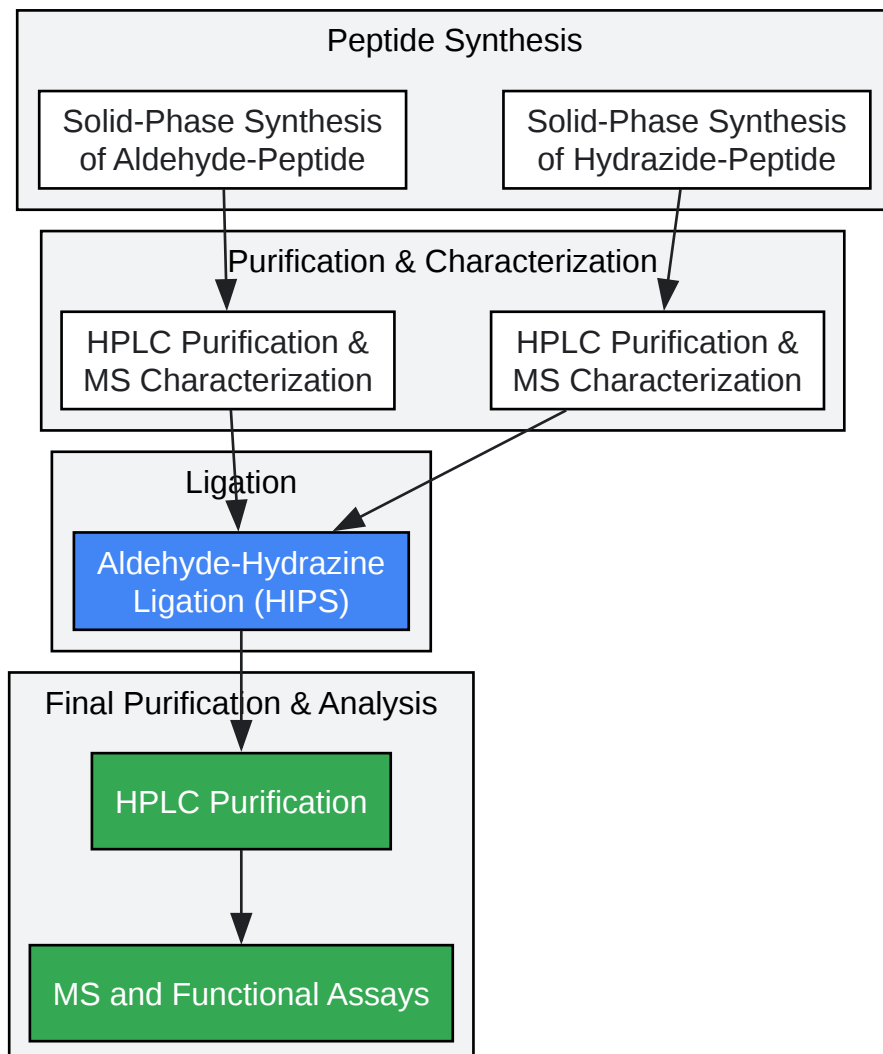 Peptide Synthesis
Solid-Phase Synthesis
of Aldehyde-Peptide
Solid-Phase Synthesis
of Hydrazide-Peptide
Purification & Characterization
HPLC Purification &
MS Characterization
HPLC Purification &
MS Characterization
Ligation
Aldehyde-Hydrazine
Ligation (HIPS)
Final Purification & Analysis
HPLC Purification
MS and Functional Assays